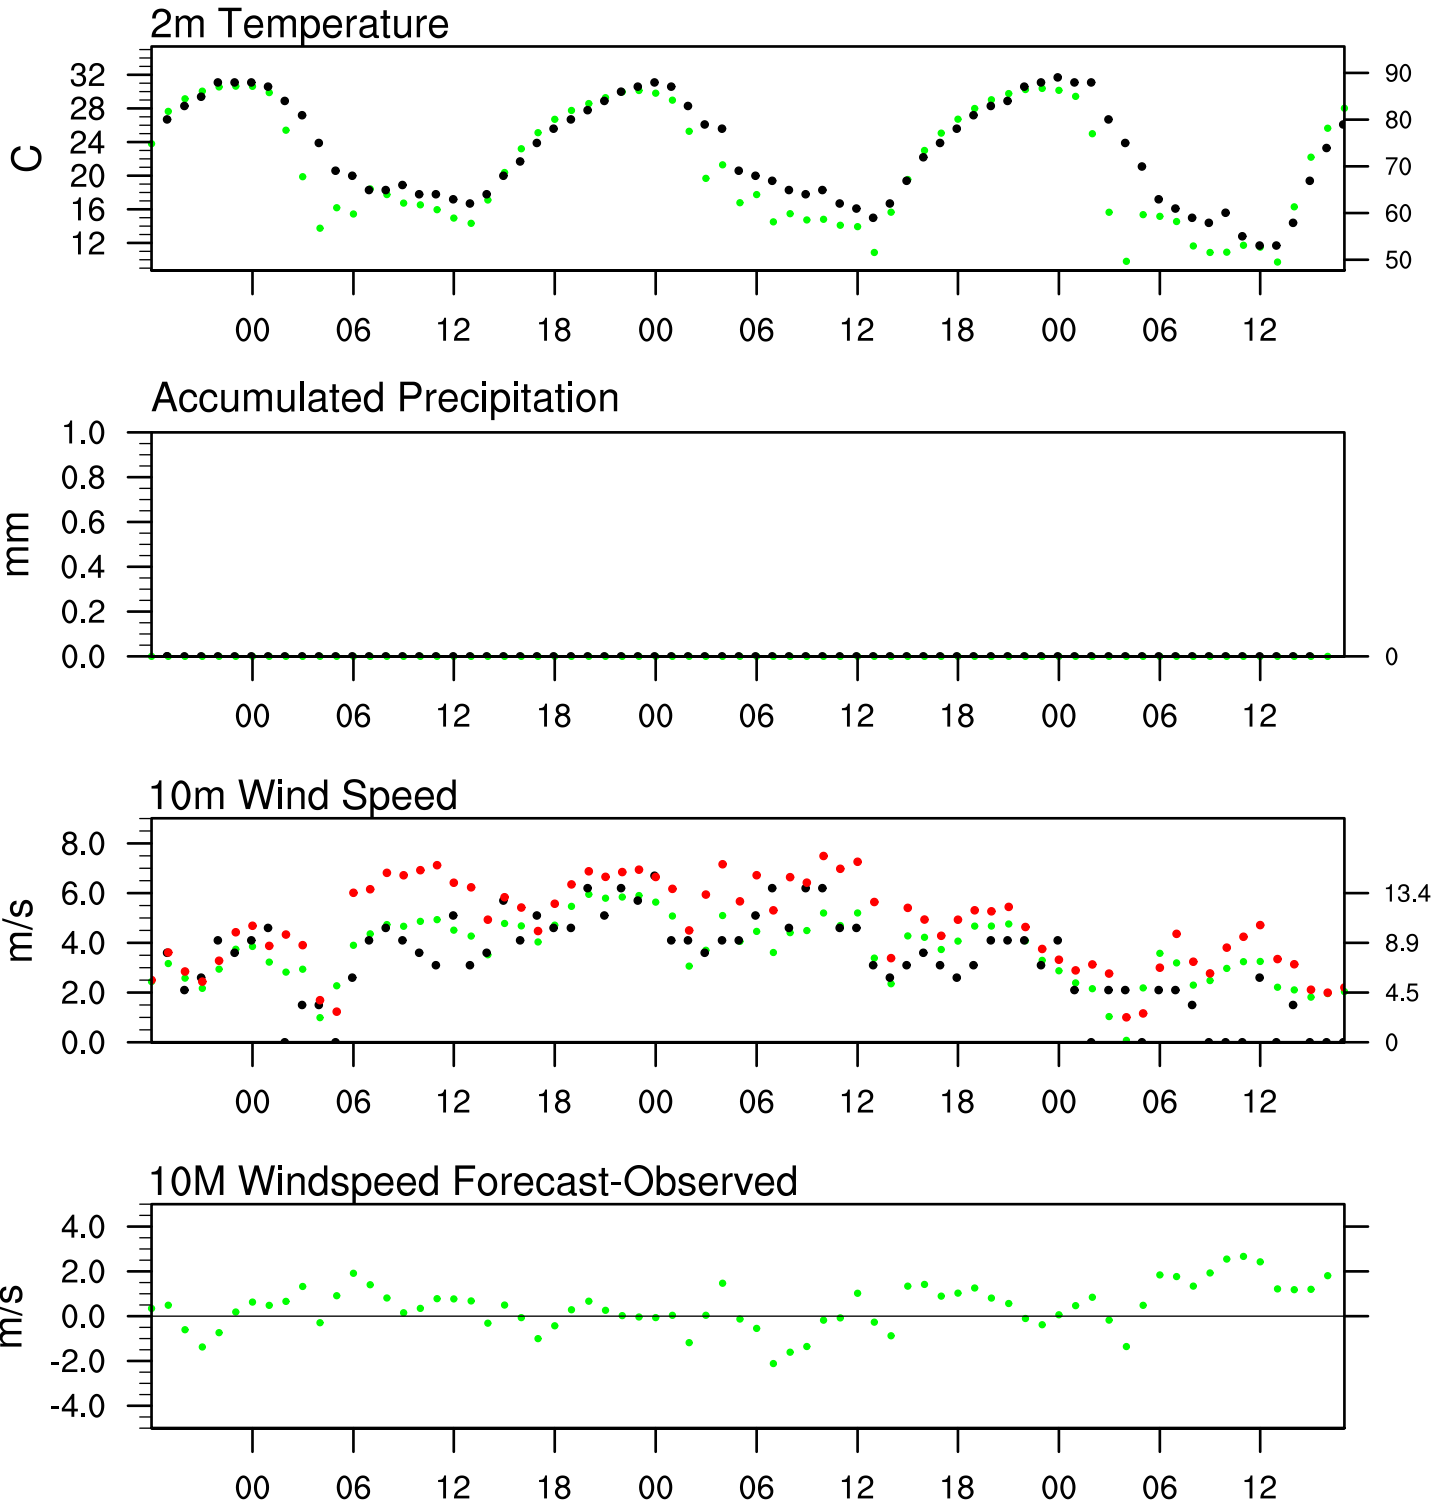 2m Temperature
C
32
28
24
20
16
12
90
80
70
60
50
00 06 12 18 00 06 12 18 00 06 12
Accumulated Precipitation
mm
1.0
0.8
0.6
0.4
0.2
0.0
0
00 06 12 18 00 06 12 18 00 06 12
10m Wind Speed
m/s
8.0
6.0
4.0
2.0
0.0
13.4
8.9
4.5
0
00 06 12 18 00 06 12 18 00 06 12
10M Windspeed Forecast-Observed
m/s
4.0
2.0
0.0
-2.0
-4.0
00 06 12 18 00 06 12 18 00 06 12